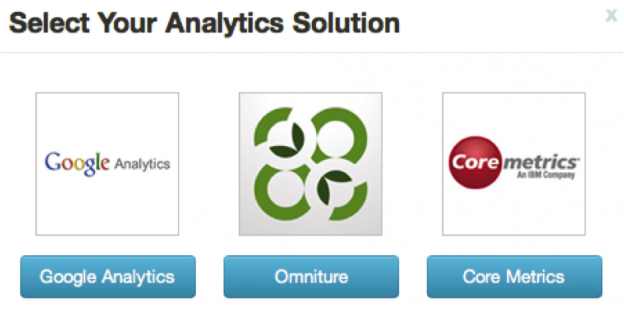 Select Your Analytics Solution
x
Google Analytics
Core metrics
An IBM Company
Google Analytics
Omniture
Core Metrics